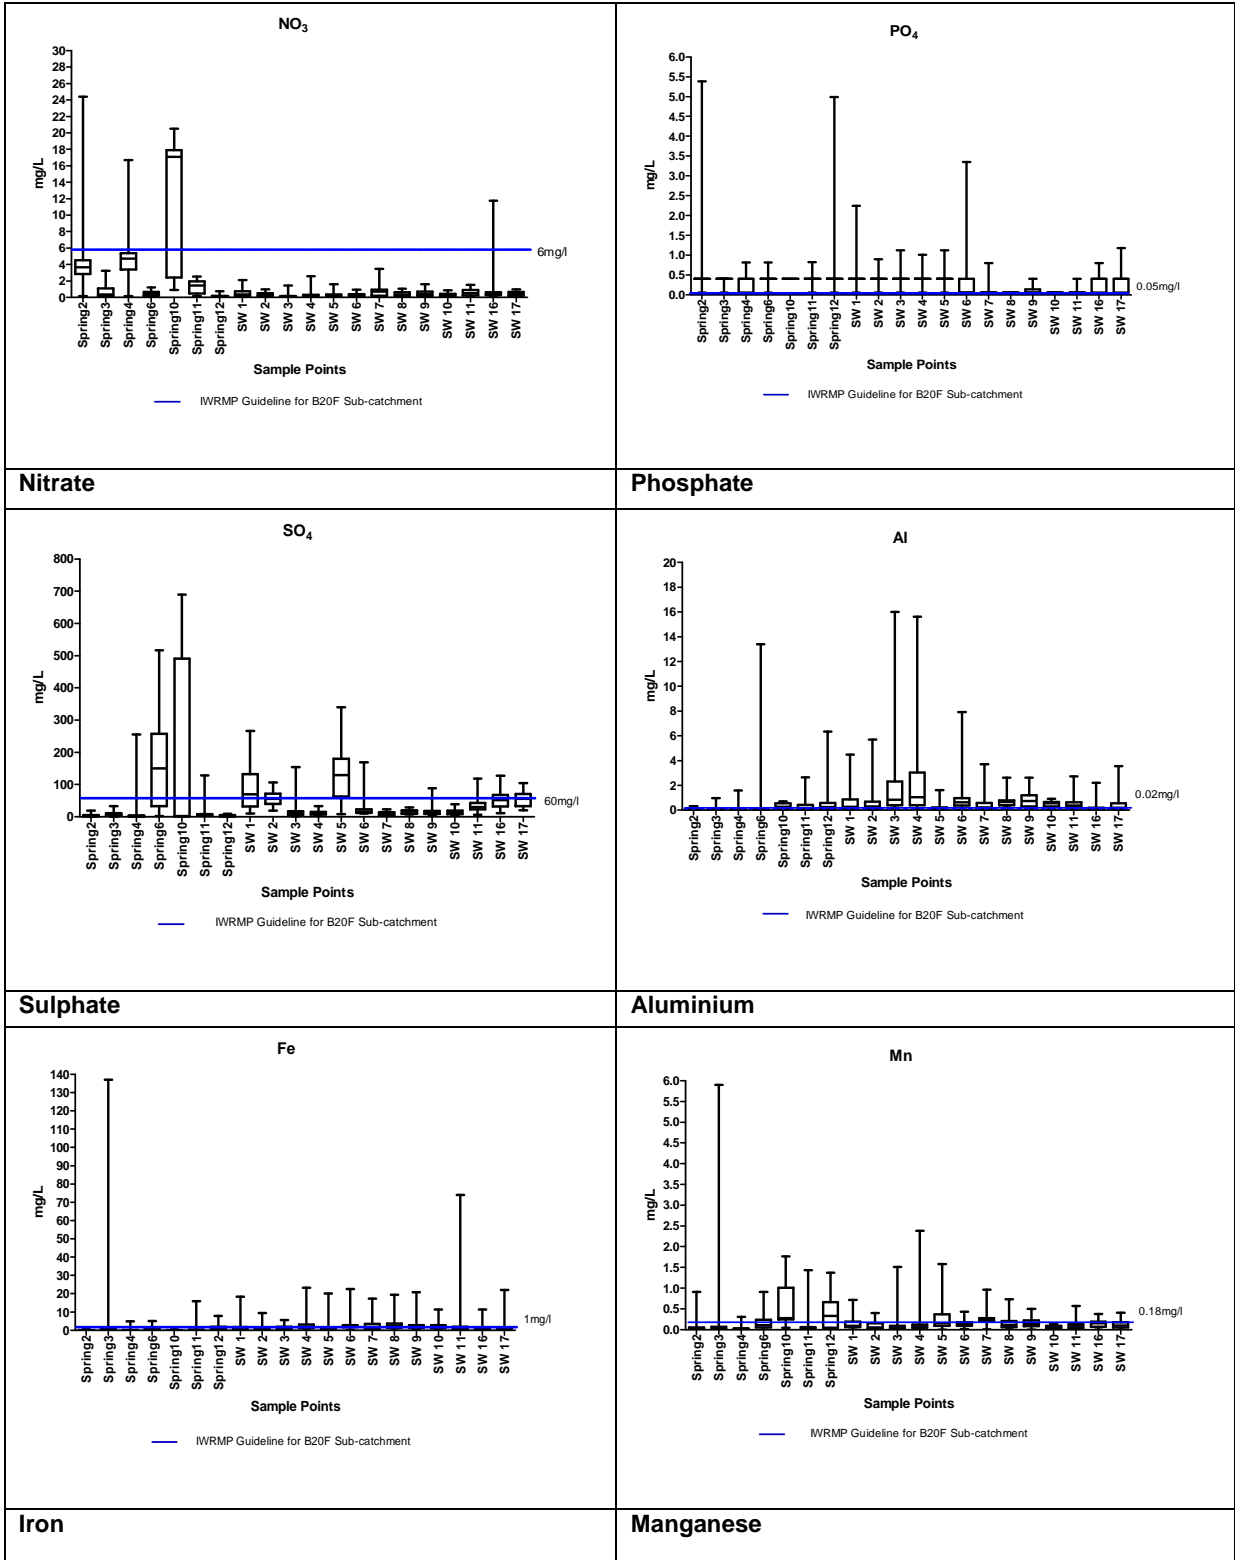 NO₃
30
28
26
24
22
20
18
16
14
12
10
8
6
4
2
0
mg/L
6mg/l
Spring2
Spring3
Spring4
Spring6
Spring10
Spring11
Spring12
SW 1
SW 2
SW 3
SW 4
SW 5
SW 6
SW 7
SW 8
SW 9
SW 10
SW 11
SW 16
SW 17
Sample Points
IWRMP Guideline for B20F Sub-catchment
Nitrate
PO₄
6.0
5.5
5.0
4.5
4.0
3.5
3.0
2.5
2.0
1.5
1.0
0.5
0.0
mg/L
0.05mg/l
Spring2
Spring3
Spring4
Spring6
Spring10
Spring11
Spring12
SW 1
SW 2
SW 3
SW 4
SW 5
SW 6
SW 7
SW 8
SW 9
SW 10
SW 11
SW 16
SW 17
Sample Points
IWRMP Guideline for B20F Sub-catchment
Phosphate
SO₄
800
700
600
500
400
300
200
100
0
mg/L
60mg/l
Spring2
Spring3
Spring4
Spring6
Spring10
Spring11
Spring12
SW 1
SW 2
SW 3
SW 4
SW 5
SW 6
SW 7
SW 8
SW 9
SW 10
SW 11
SW 16
SW 17
Sample Points
IWRMP Guideline for B20F Sub-catchment
Sulphate
Al
20
18
16
14
12
10
8
6
4
2
0
mg/L
0.02mg/l
Spring2
Spring3
Spring4
Spring6
Spring10
Spring11
Spring12
SW 1
SW 2
SW 3
SW 4
SW 5
SW 6
SW 7
SW 8
SW 9
SW 10
SW 11
SW 16
SW 17
Sample Points
IWRMP Guideline for B20F Sub-catchment
Aluminium
Fe
140
130
120
110
100
90
80
70
60
50
40
30
20
10
0
mg/L
1mg/l
Spring2
Spring3
Spring4
Spring6
Spring10
Spring11
Spring12
SW 1
SW 2
SW 3
SW 4
SW 5
SW 6
SW 7
SW 8
SW 9
SW 10
SW 11
SW 16
SW 17
Sample Points
IWRMP Guideline for B20F Sub-catchment
Iron
Mn
6.0
5.5
5.0
4.5
4.0
3.5
3.0
2.5
2.0
1.5
1.0
0.5
0.0
mg/L
0.18mg/l
Spring2
Spring3
Spring4
Spring6
Spring10
Spring11
Spring12
SW 1
SW 2
SW 3
SW 4
SW 5
SW 6
SW 7
SW 8
SW 9
SW 10
SW 11
SW 16
SW 17
Sample Points
IWRMP Guideline for B20F Sub-catchment
Manganese